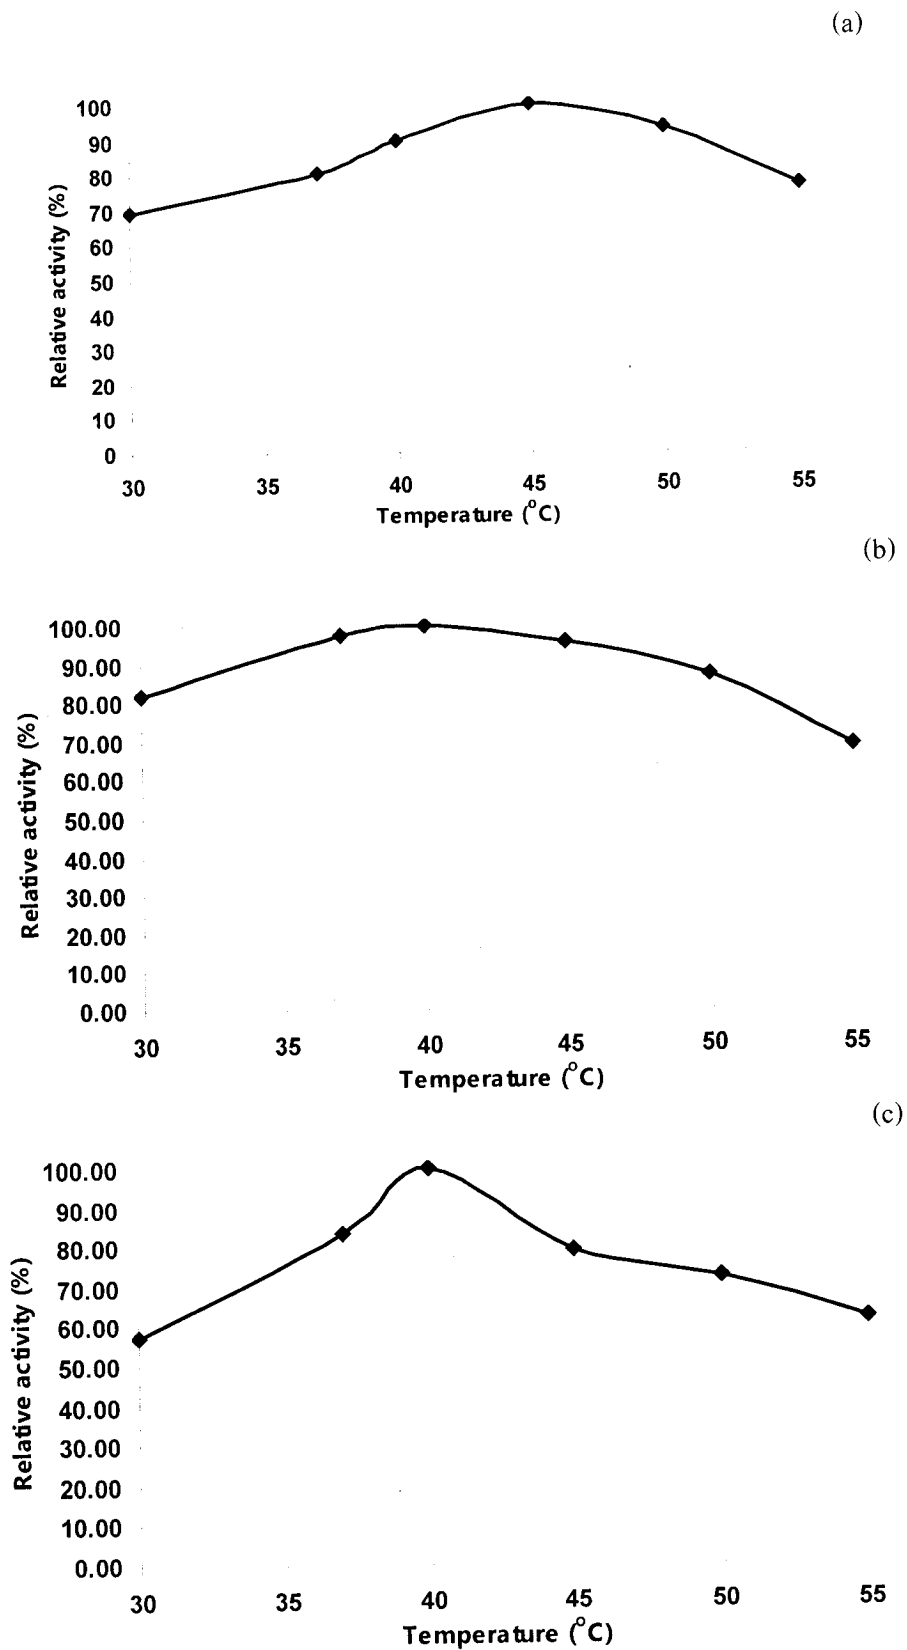 (a)
100
90
80
70
60
50
40
30
20
10
0
Relative activity (%)
30 35 40 45 50 55
Temperature (°C)
(b)
100.00
90.00
80.00
70.00
60.00
50.00
40.00
30.00
20.00
10.00
0.00
Relative activity (%)
30 35 40 45 50 55
Temperature (°C)
(c)
100.00
90.00
80.00
70.00
60.00
50.00
40.00
30.00
20.00
10.00
0.00
Relative activity (%)
30 35 40 45 50 55
Temperature (°C)